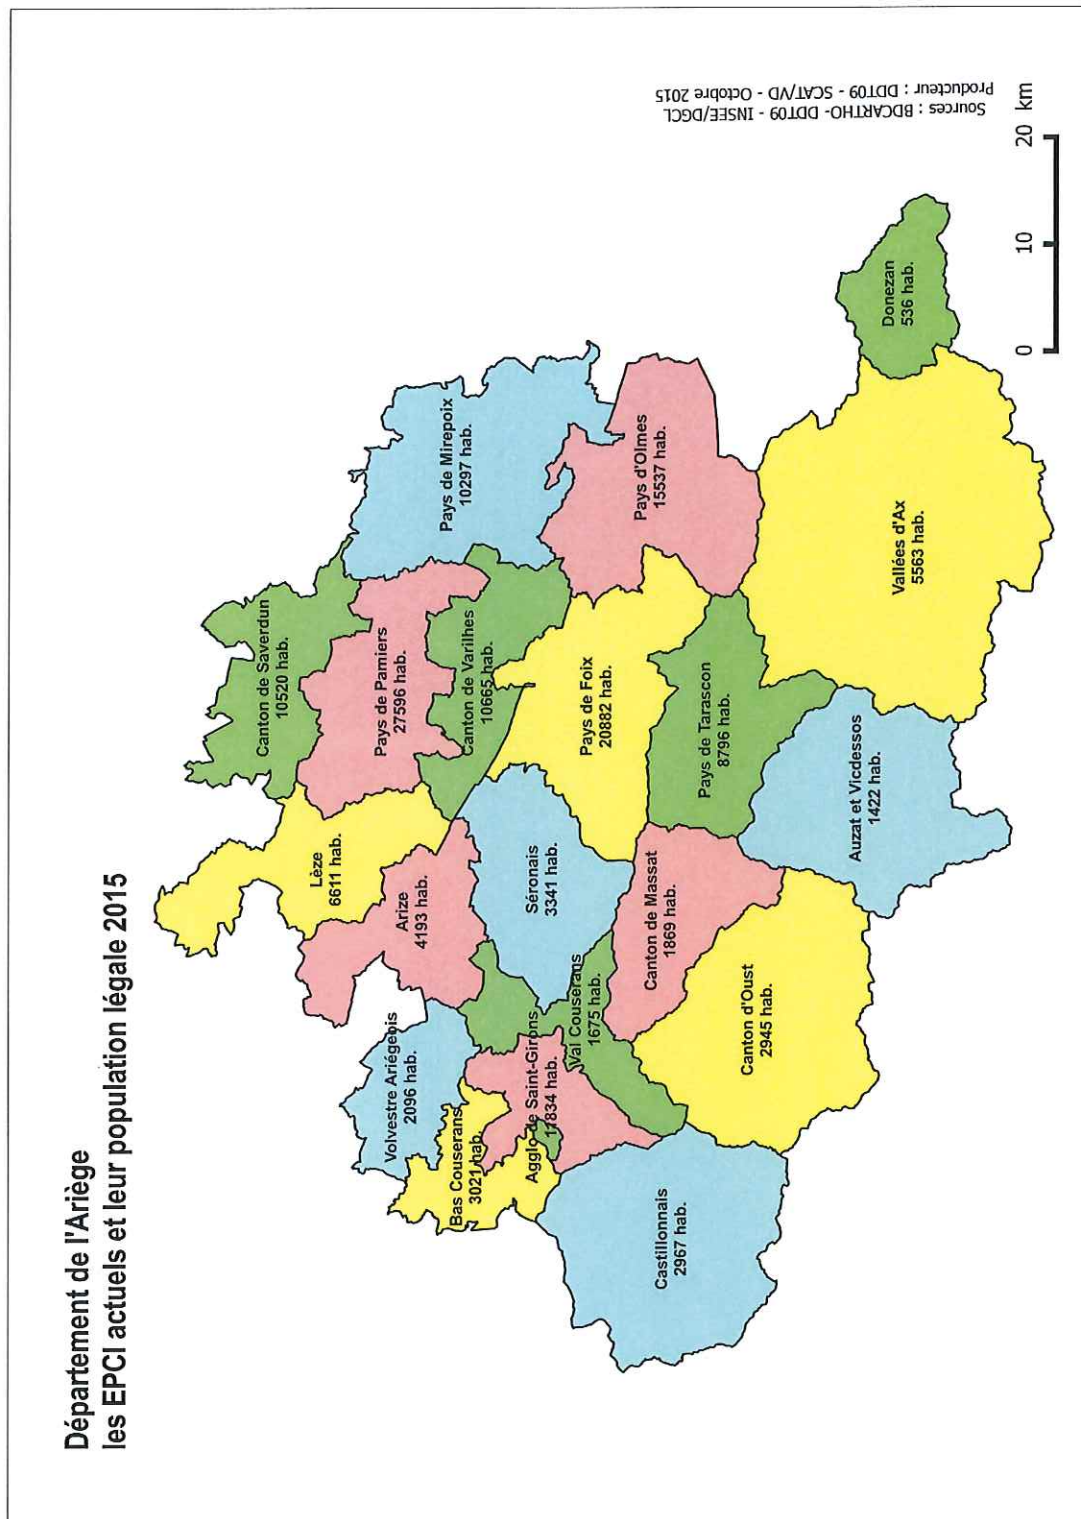 Département de l'Ariège
les EPCI actuels et leur population légale 2015
Lèze
6611 hab.
Canton de Saverdun
10520 hab.
Pays de Pamiers
27596 hab.
Canton de Varilhes
10665 hab.
Pays de Mirepoix
10297 hab.
Arize
4193 hab.
Volvestre Ariégeois
2096 hab.
Bas Couserans
3021 hab.
Agglo de Saint-Girons
11834 hab.
Val Couserans
1675 hab.
Séronais
3341 hab.
Pays de Foix
20882 hab.
Pays d'Olmes
15537 hab.
Castillonnais
2967 hab.
Canton de Massat
1869 hab.
Pays de Tarascon
8796 hab.
Canton d'Oust
2945 hab.
Auzat et Vicdessos
1422 hab.
Vallées d'Ax
5563 hab.
Donezan
536 hab.
0 10 20 km
Sources : BDCARTHO- DDT09 - INSEE/DGCL
Producteur : DDT09 - SCAT/VD - Octobre 2015